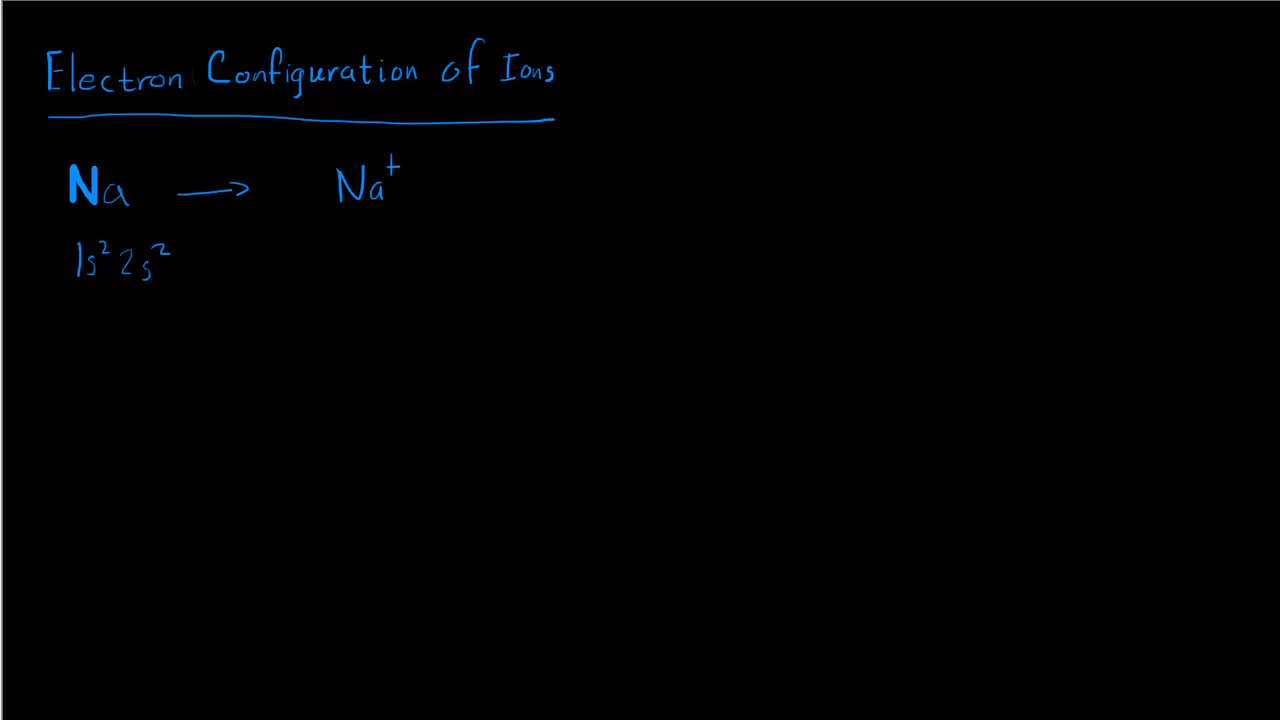 Electron Configuration of Ions
Na → Na⁺
1s² 2s²